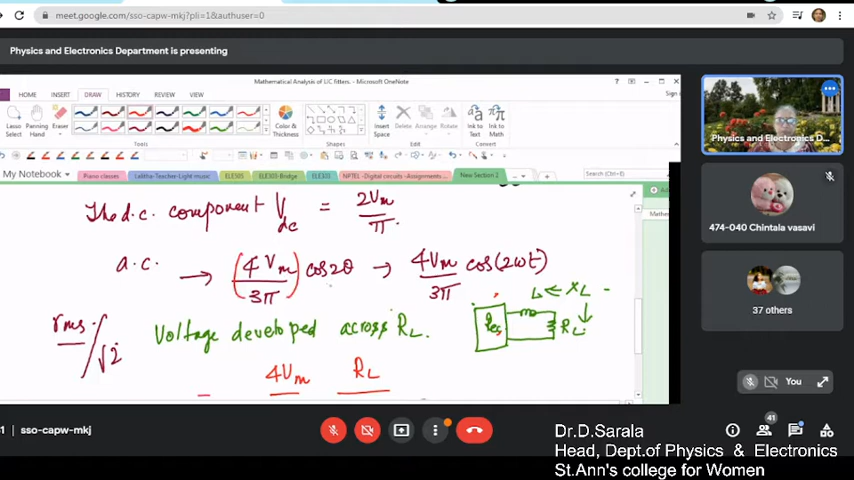 meet.google.com/sso-capw-mkj?pli=1&authuser=0
Physics and Electronics Department is presenting
Mathematical Analysis of LIC fitters. - Microsoft OneNote
HOME INSERT DRAW HISTORY REVIEW VIEW
Sign
Lasso Select
Panning Hand
Eraser
Color & Thickness
Insert Space
Delete
Arrange
Rotate
Ink to Text
Ink to Math
Tools
Shapes
Edit
Convert
My Notebook
Piano classes
Lalitha-Teacher-Light music
ELE505
ELE505-Bridge
ELE101
NPTEL -Digital circuits -Assignments
New Section 2
Search
The d.c. component Vdc = 2Vm/π
a.c. → (4Vm/3π) cos2θ → 4Vm/3π cos(2ωt)
L ← XL -
Rec
RL
rms/√2
Voltage developed across RL.
4Vm RL
Physics and Electronics D...
474-040 Chintala vasavi
37 others
You
sso-capw-mkj
41
Dr.D.Sarala
Head, Dept.of Physics & Electronics
St.Ann's college for Women